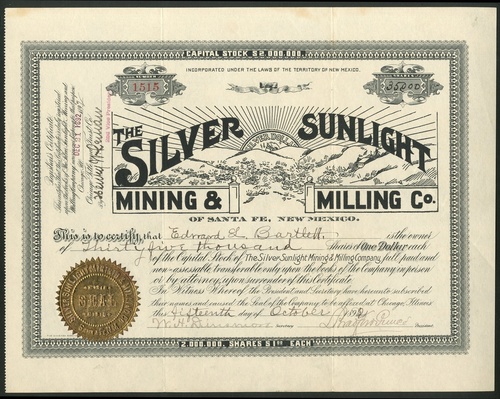 CAPITAL STOCK $2,000,000.
NUMBER
1515
INCORPORATED UNDER THE LAWS OF THE TERRITORY OF NEW MEXICO.
SHARES
35000
THE SILVER SUNLIGHT
MINING & MILLING CO.
OF SANTA FE, NEW MEXICO.
This is to certify that Edward L. Bartlett is the owner
of Thirty five thousand Shares of One Dollar each
of the Capital Stock of The Silver Sunlight Mining & Milling Company, full paid and
non-assessable transferable only upon the books of the Company in person
or by attorney, upon surrender of this Certificate.
In Witness Whereof the President and Secretary have hereunto subscribed
their names and caused the Seal of the Company to be affixed at Chicago, Illinois
this fifteenth day of October
W. H.
Secretary
SEAL
2,000,000 SHARES $1.00 EACH
DEC 21 1892